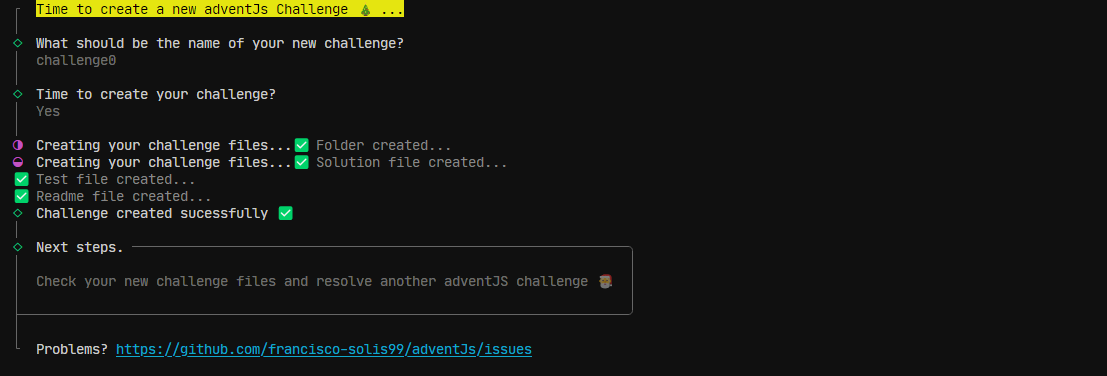 Time to create a new adventJs Challenge 🎄 ...
What should be the name of your new challenge?
challenge0
Time to create your challenge?
Yes
Creating your challenge files...✅ Folder created...
Creating your challenge files...✅ Solution file created...
✅ Test file created...
✅ Readme file created...
Challenge created sucessfully ✅
Next steps.
Check your new challenge files and resolve another adventJS challenge 🎅🏽
Problems? https://github.com/francisco-solis99/adventJs/issues